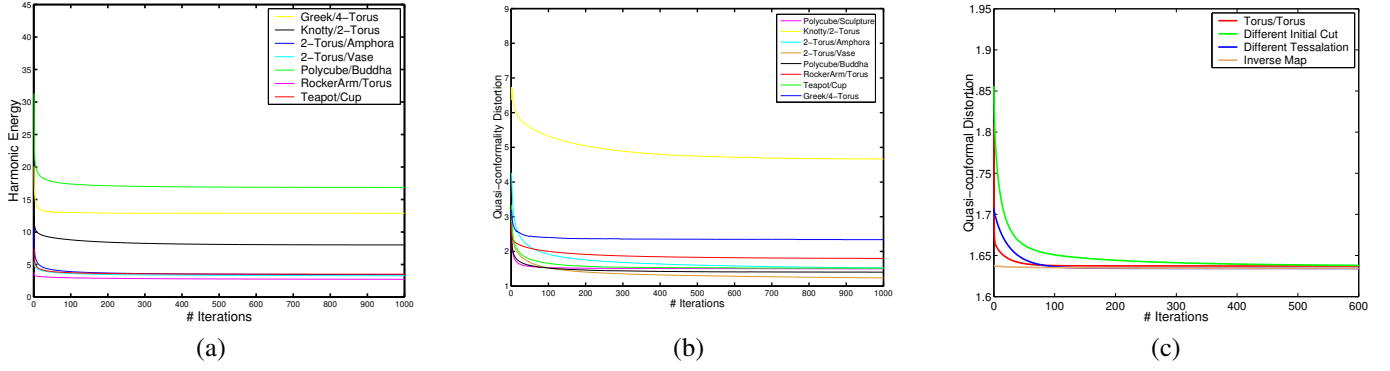 45
40
35
30
25
20
15
10
5
0
Harmonic Energy
Greek/4-Torus
Knotty/2-Torus
2-Torus/Amphora
2-Torus/Vase
Polycube/Buddha
RockerArm/Torus
Teapot/Cup
0 100 200 300 400 500 600 700 800 900 1000
# Iterations
(a)
9
8
7
6
5
4
3
2
1
Quasi-conformality Distortion
Polycube/Sculpture
Knotty/2-Torus
2-Torus/Amphora
2-Torus/Vase
Polycube/Buddha
RockerArm/Torus
Teapot/Cup
Greek/4-Torus
0 100 200 300 400 500 600 700 800 900 1000
# Iterations
(b)
1.95
1.9
1.85
1.8
1.75
1.7
1.65
1.6
Quasi-conformal Distortion
Torus/Torus
Different Initial Cut
Different Tessalation
Inverse Map
0 100 200 300 400 500 600
# Iterations
(c)